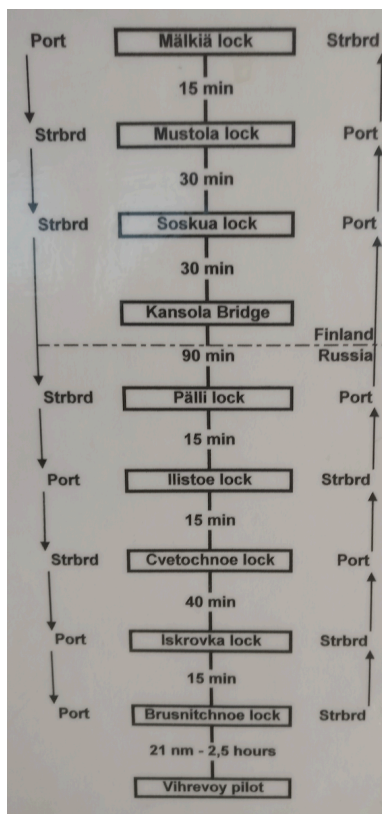 Port Mälkiä lock Strbrd
15 min
Strbrd Mustola lock Port
30 min
Strbrd Soskua lock Port
30 min
Kansola Bridge
Finland
90 min Russia
Strbrd Pälli lock Port
15 min
Port Ilistoe lock Strbrd
15 min
Strbrd Cvetochnoe lock Port
40 min
Port Iskrovka lock Strbrd
15 min
Port Brusnitchnoe lock Strbrd
21 nm - 2,5 hours
Vihrevoy pilot